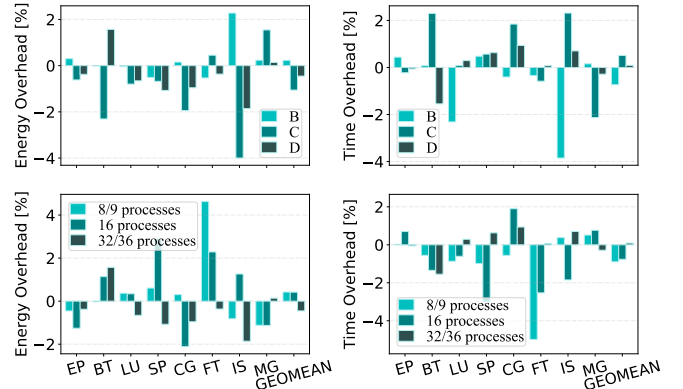 Energy Overhead [%]
2
0
−2
−4
B
C
D
Time Overhead [%]
2
0
−2
−4
B
C
D
Energy Overhead [%]
4
2
0
−2
8/9 processes
16 processes
32/36 processes
EP BT LU SP CG FT IS MG GEOMEAN
Time Overhead [%]
2
0
−2
−4
8/9 processes
16 processes
32/36 processes
EP BT LU SP CG FT IS MG GEOMEAN